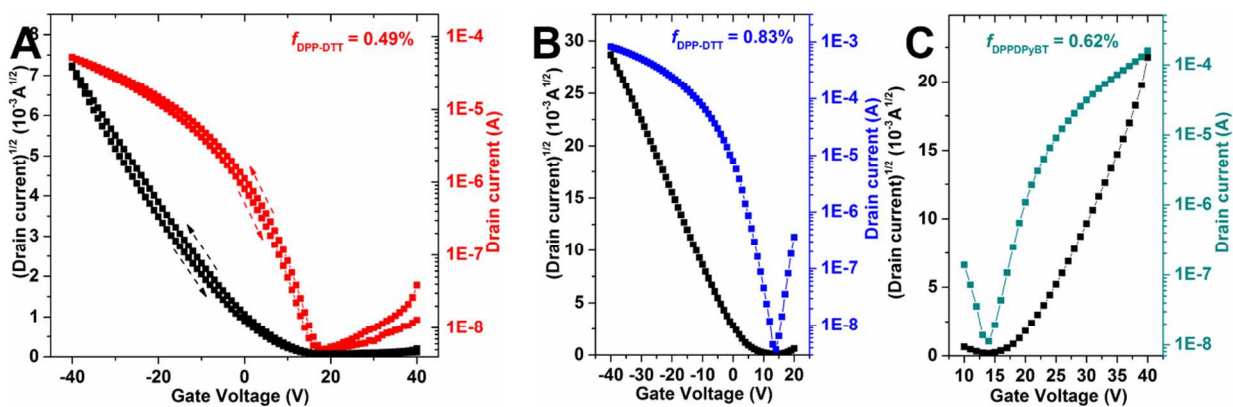 A
f DPP-DTT = 0.49%
8
7
6
5
4
3
2
1
0
(Drain current)1/2 (10-3A1/2)
1E-4
1E-5
1E-6
1E-7
1E-8
Drain current (A)
-40 -20 0 20 40
Gate Voltage (V)
B
f DPP-DTT = 0.83%
30
25
20
15
10
5
0
(Drain current)1/2 (10-3A1/2)
1E-3
1E-4
1E-5
1E-6
1E-7
1E-8
Drain current (A)
-40 -30 -20 -10 0 10 20
Gate Voltage (V)
C
f DPPDPyBT = 0.62%
20
15
10
5
0
(Drain current)1/2 (10-3A1/2)
1E-4
1E-5
1E-6
1E-7
1E-8
Drain current (A)
10 15 20 25 30 35 40
Gate Voltage (V)